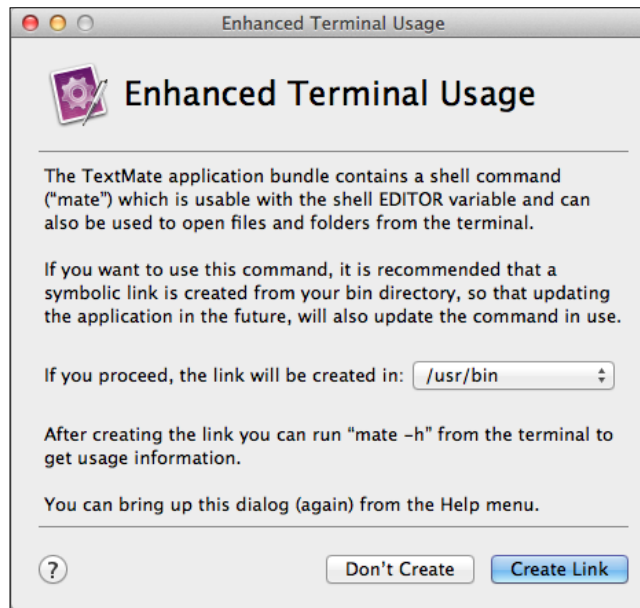 Enhanced Terminal Usage
Enhanced Terminal Usage
The TextMate application bundle contains a shell command
(“mate”) which is usable with the shell EDITOR variable and can
also be used to open files and folders from the terminal.
If you want to use this command, it is recommended that a
symbolic link is created from your bin directory, so that updating
the application in the future, will also update the command in use.
If you proceed, the link will be created in: /usr/bin
After creating the link you can run “mate -h” from the terminal to
get usage information.
You can bring up this dialog (again) from the Help menu.
? Don't Create Create Link